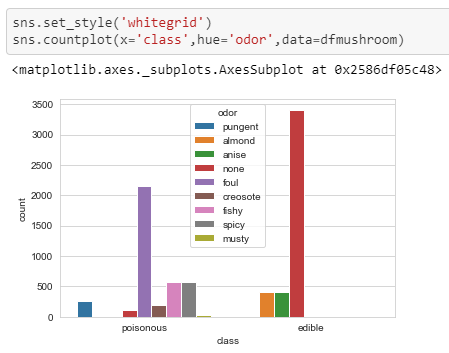 sns.set_style('whitegrid')
sns.countplot(x='class',hue='odor',data=dfmushroom)
<matplotlib.axes._subplots.AxesSubplot at 0x2586df05c48>
3500
3000
2500
2000
1500
1000
500
0
count
odor
pungent
almond
anise
none
foul
creosote
fishy
spicy
musty
poisonous
edible
class